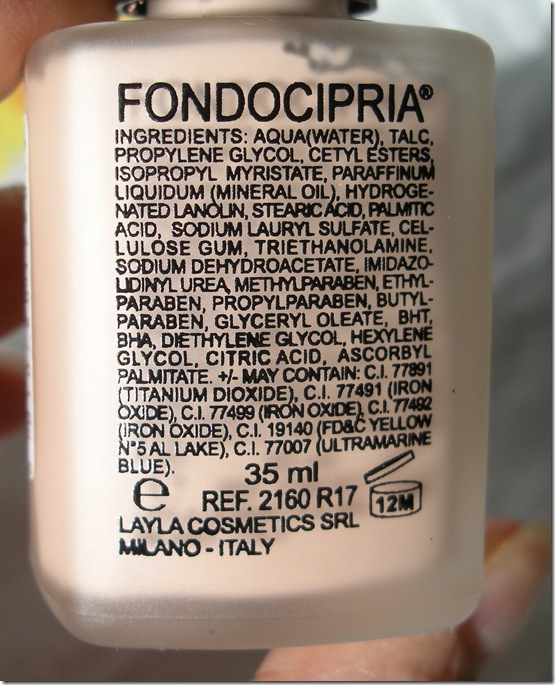 FONDOCIPRIA®
INGREDIENTS: AQUA(WATER), TALC,
PROPYLENE GLYCOL, CETYL ESTERS,
ISOPROPYL MYRISTATE, PARAFFINUM
LIQUIDUM (MINERAL OIL), HYDROGE-
NATED LANOLIN, STEARIC ACID, PALMITIC
ACID, SODIUM LAURYL SULFATE, CEL-
LULOSE GUM, TRIETHANOLAMINE,
SODIUM DEHYDROACETATE, IMIDAZO-
LIDINYL UREA, METHYLPARABEN, ETHYL-
PARABEN, PROPYLPARABEN, BUTYL-
PARABEN, GLYCERYL OLEATE, BHT,
BHA, DIETHYLENE GLYCOL, HEXYLENE
GLYCOL, CITRIC ACID, ASCORBYL
PALMITATE. +/- MAY CONTAIN: C.I. 77891
(TITANIUM DIOXIDE), C.I. 77491 (IRON
OXIDE), C.I. 77499 (IRON OXIDE), C.I. 77492
(IRON OXIDE), C.I. 19140 (FD&C YELLOW
N°5 AL LAKE), C.I. 77007 (ULTRAMARINE
BLUE).
35 ml
e REF. 2160 R17 12M
LAYLA COSMETICS SRL
MILANO - ITALY